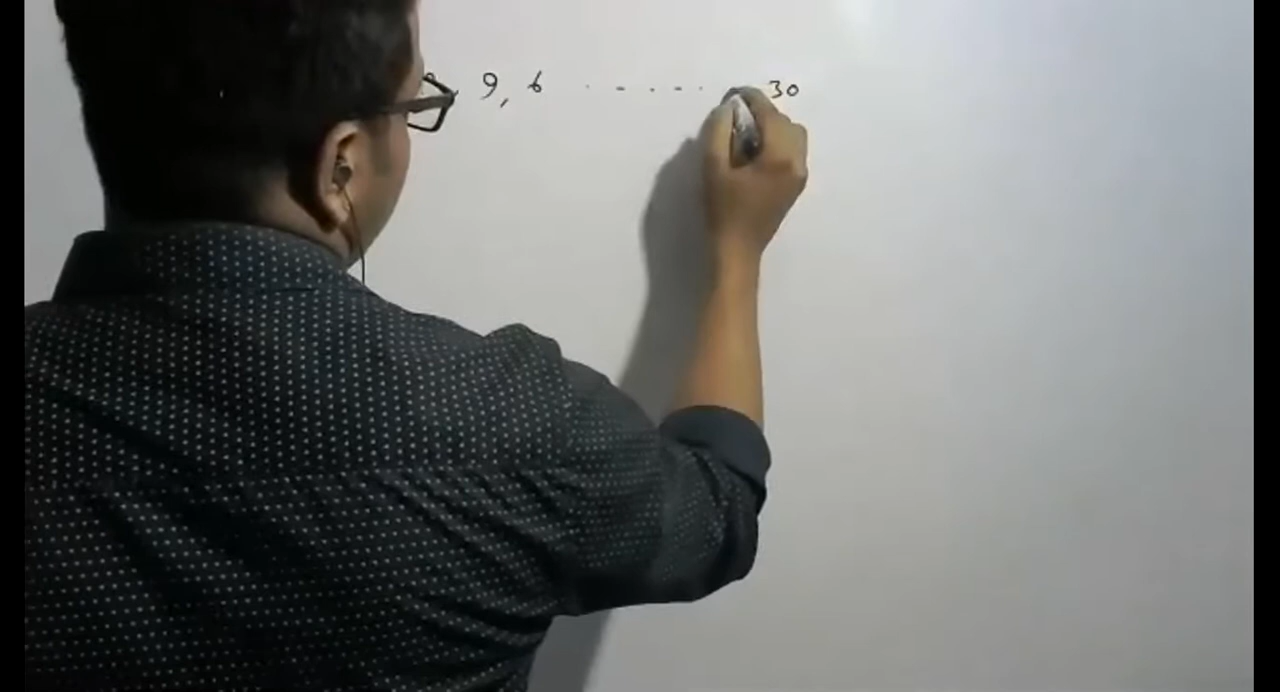 9, 6 . - . - . 30